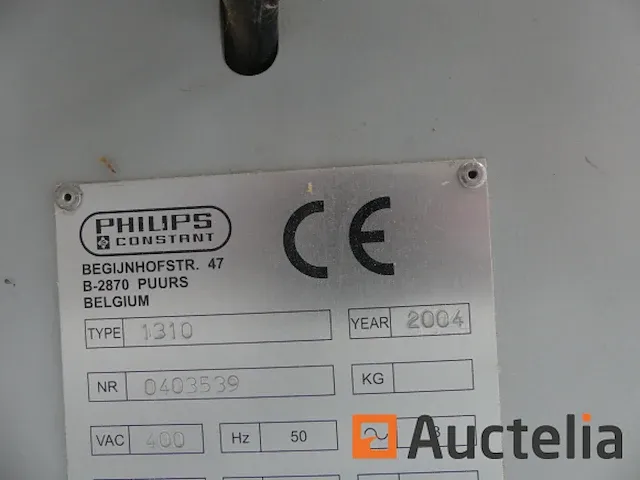 PHILIPS
CONSTANT
CE
BEGIJNHOFSTR. 47
B-2870 PUURS
BELGIUM
TYPE 1310 YEAR 2004
NR 0403539 KG
VAC 400 Hz 50 3
Auctelia